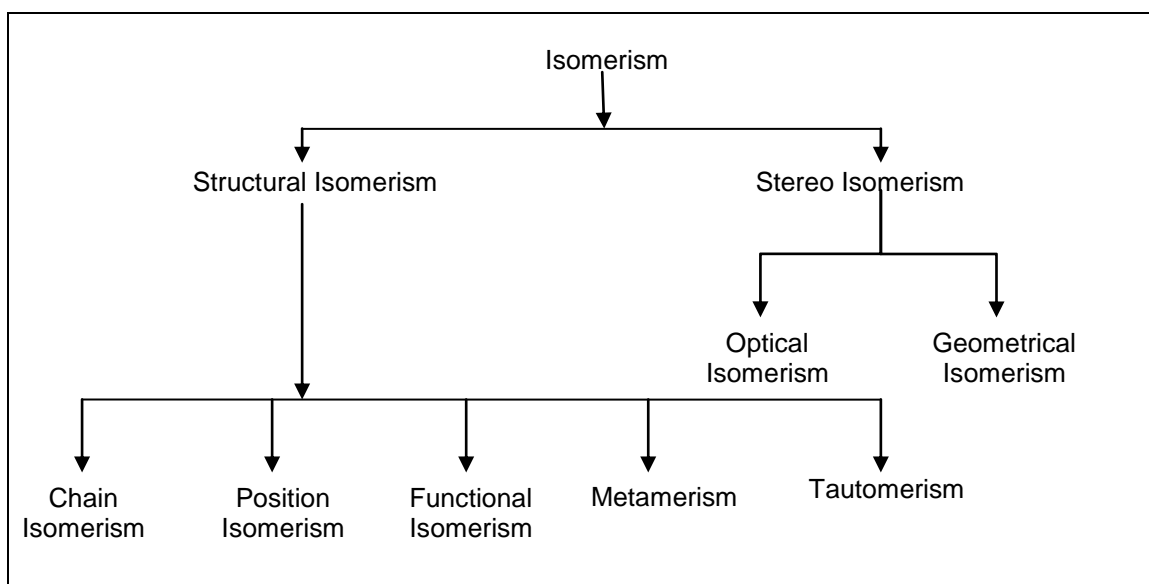 Isomerism
Structural Isomerism
Stereo Isomerism
Optical
Isomerism
Geometrical
Isomerism
Chain
Isomerism
Position
Isomerism
Functional
Isomerism
Metamerism
Tautomerism